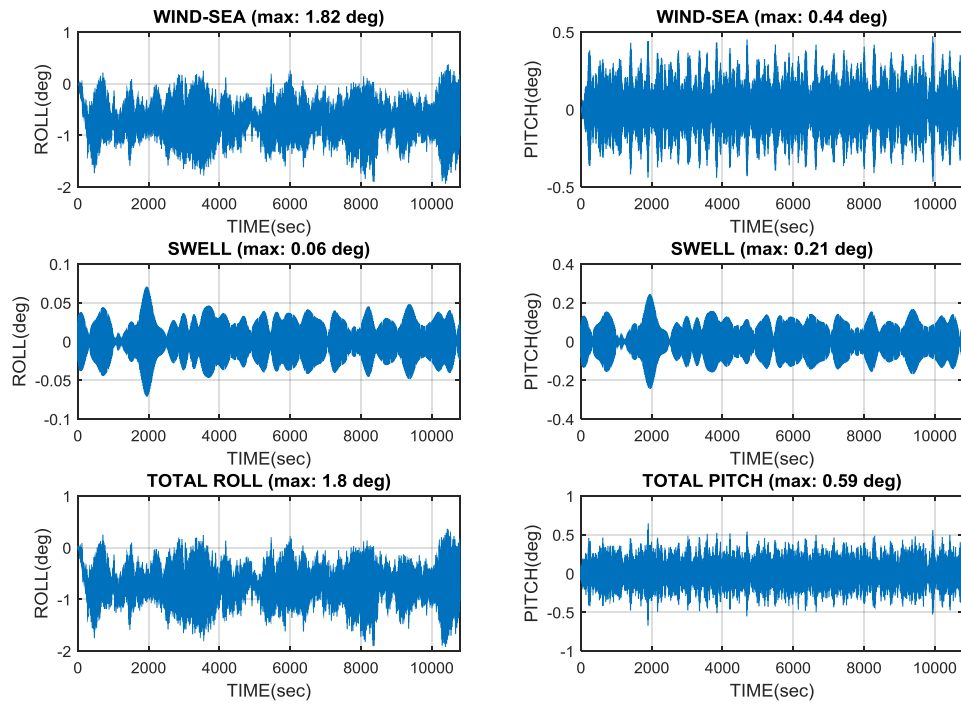 WIND-SEA (max: 1.82 deg)
1
0
-1
-2
ROLL(deg)
0 2000 4000 6000 8000 10000
TIME(sec)
WIND-SEA (max: 0.44 deg)
0.5
0
-0.5
PITCH(deg)
0 2000 4000 6000 8000 10000
TIME(sec)
SWELL (max: 0.06 deg)
0.1
0.05
0
-0.05
-0.1
ROLL(deg)
0 2000 4000 6000 8000 10000
TIME(sec)
SWELL (max: 0.21 deg)
0.4
0.2
0
-0.2
-0.4
PITCH(deg)
0 2000 4000 6000 8000 10000
TIME(sec)
TOTAL ROLL (max: 1.8 deg)
1
0
-1
-2
ROLL(deg)
0 2000 4000 6000 8000 10000
TIME(sec)
TOTAL PITCH (max: 0.59 deg)
1
0.5
0
-0.5
-1
PITCH(deg)
0 2000 4000 6000 8000 10000
TIME(sec)